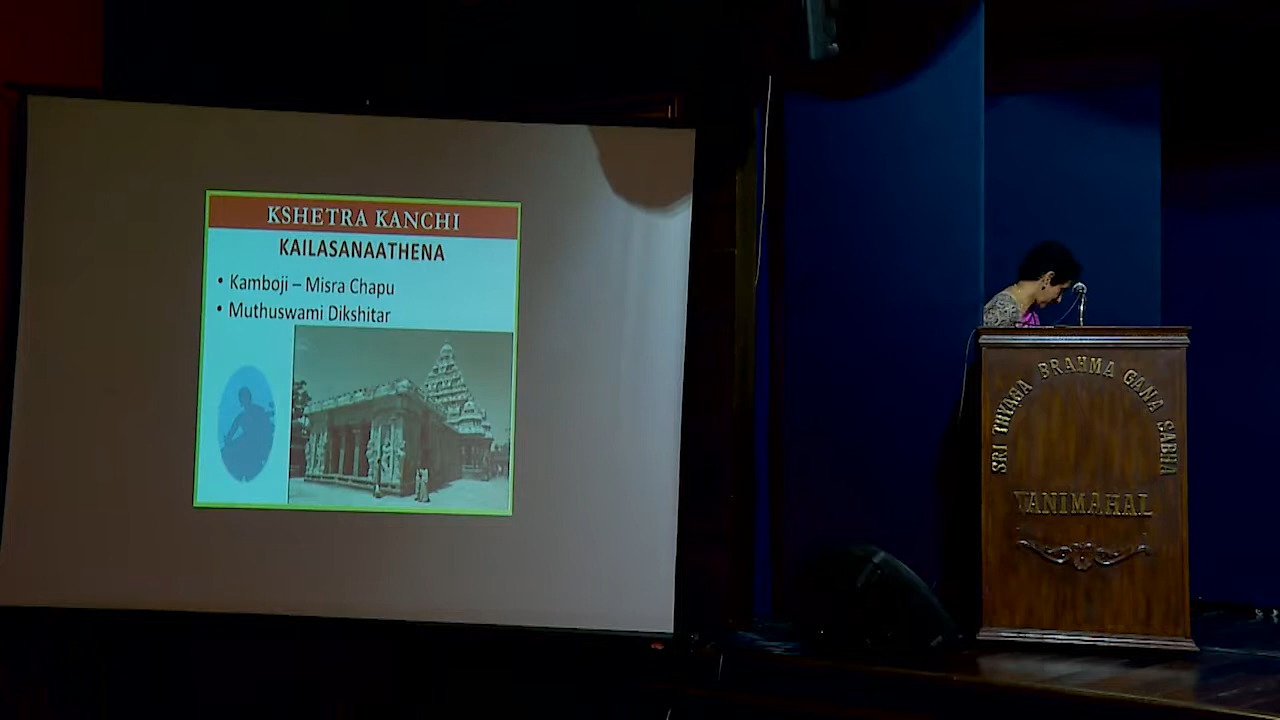 KSHETRA KANCHI
KAILASANAATHENA
• Kamboji – Misra Chapu
• Muthuswami Dikshitar
SRI THYAGA BRAHMA GANA SABHA
VANIMAHAL